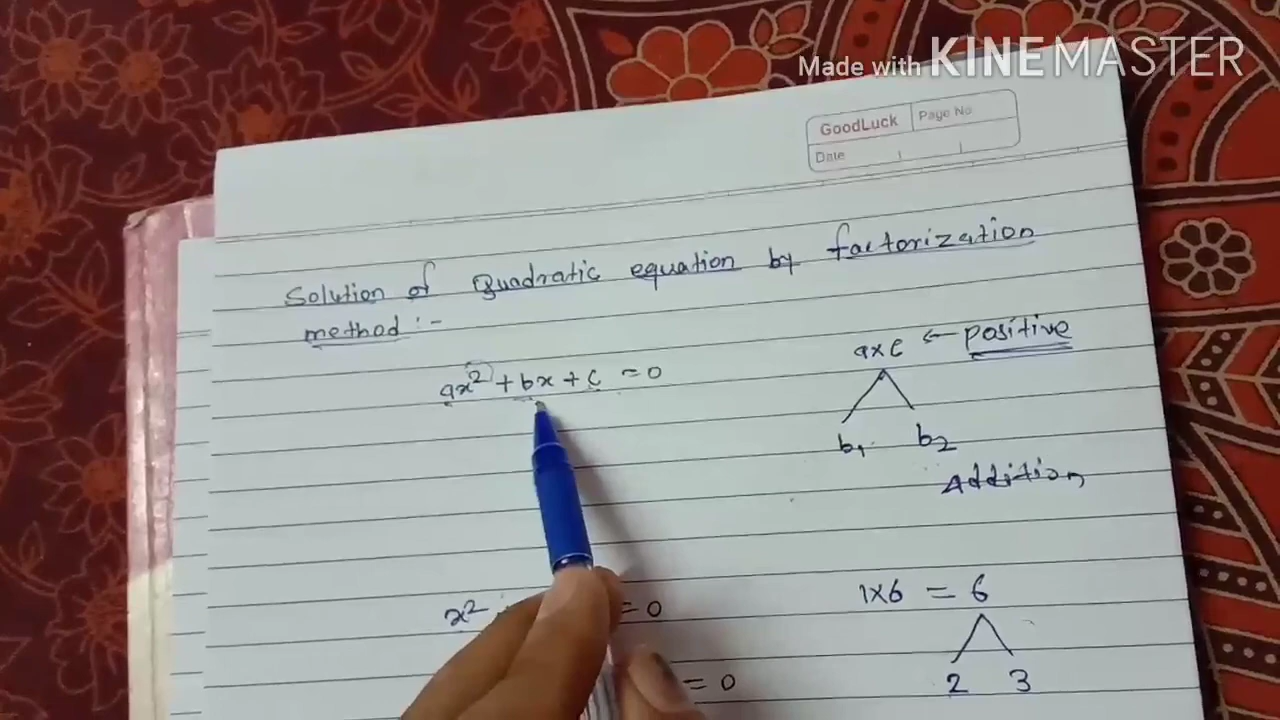 Made with KINEMASTER
GoodLuck Page No
Date
Solution of Quadratic equation by factorization
method :-
ax² + bx + c = 0
a×c ← positive
b₁ b₂
Addition
x² = 0
1×6 = 6
2 3
= 0